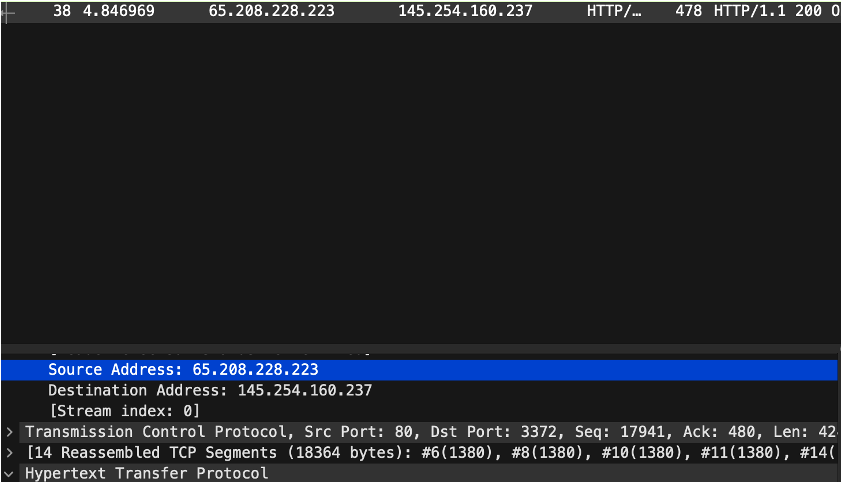 38 4.846969 65.208.228.223 145.254.160.237 HTTP/… 478 HTTP/1.1 200 O
Source Address: 65.208.228.223
Destination Address: 145.254.160.237
[Stream index: 0]
Transmission Control Protocol, Src Port: 80, Dst Port: 3372, Seq: 17941, Ack: 480, Len: 424
[14 Reassembled TCP Segments (18364 bytes): #6(1380), #8(1380), #10(1380), #11(1380), #14(
Hypertext Transfer Protocol